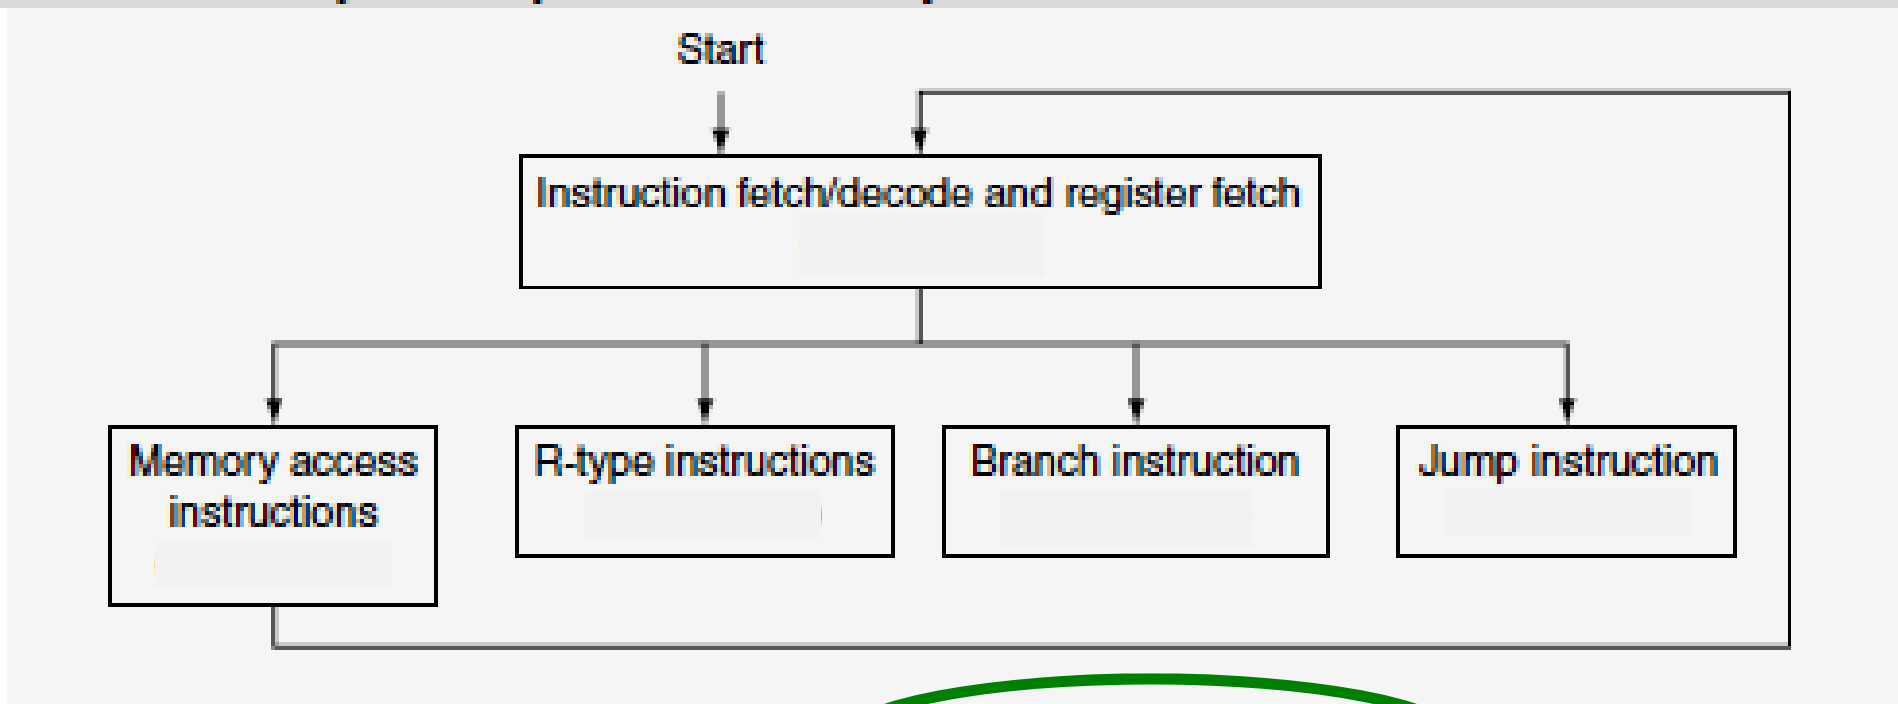 Start
Instruction fetch/decode and register fetch
Memory access
instructions
R-type instructions
Branch instruction
Jump instruction